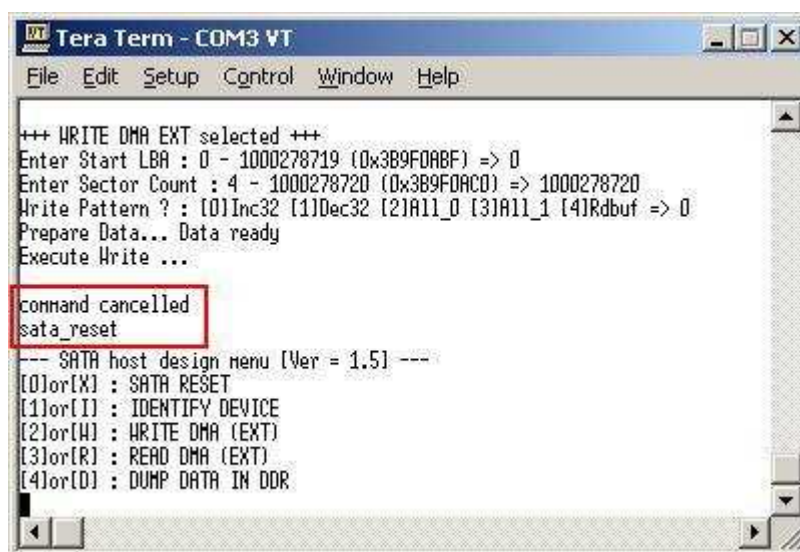 Tera Term - COM3 VT
File Edit Setup Control Window Help
+++ WRITE DMA EXT selected +++
Enter Start LBA : 0 - 1000278719 (0x3B9F0ABF) => 0
Enter Sector Count : 4 - 1000278720 (0x3B9F0AC0) => 1000278720
Write Pattern ? : [0]Inc32 [1]Dec32 [2]All_0 [3]All_1 [4]Rdbuf => 0
Prepare Data... Data ready
Execute Write ...
command cancelled
sata_reset
--- SATA host design menu [Ver = 1.5] ---
[0]or[X] : SATA RESET
[1]or[I] : IDENTIFY DEVICE
[2]or[W] : WRITE DMA (EXT)
[3]or[R] : READ DMA (EXT)
[4]or[D] : DUMP DATA IN DDR